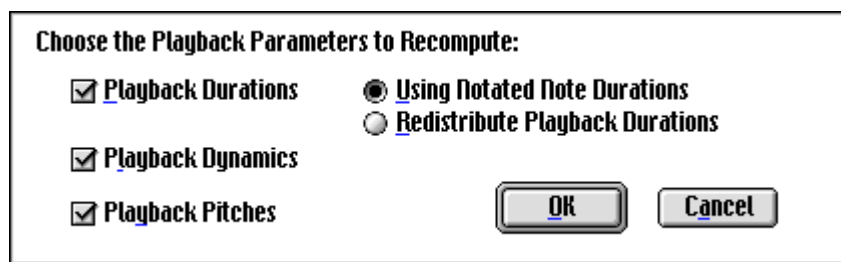 Choose the Playback Parameters to Recompute:
Playback Durations
Using Notated Note Durations
Redistribute Playback Durations
Playback Dynamics
Playback Pitches
OK
Cancel